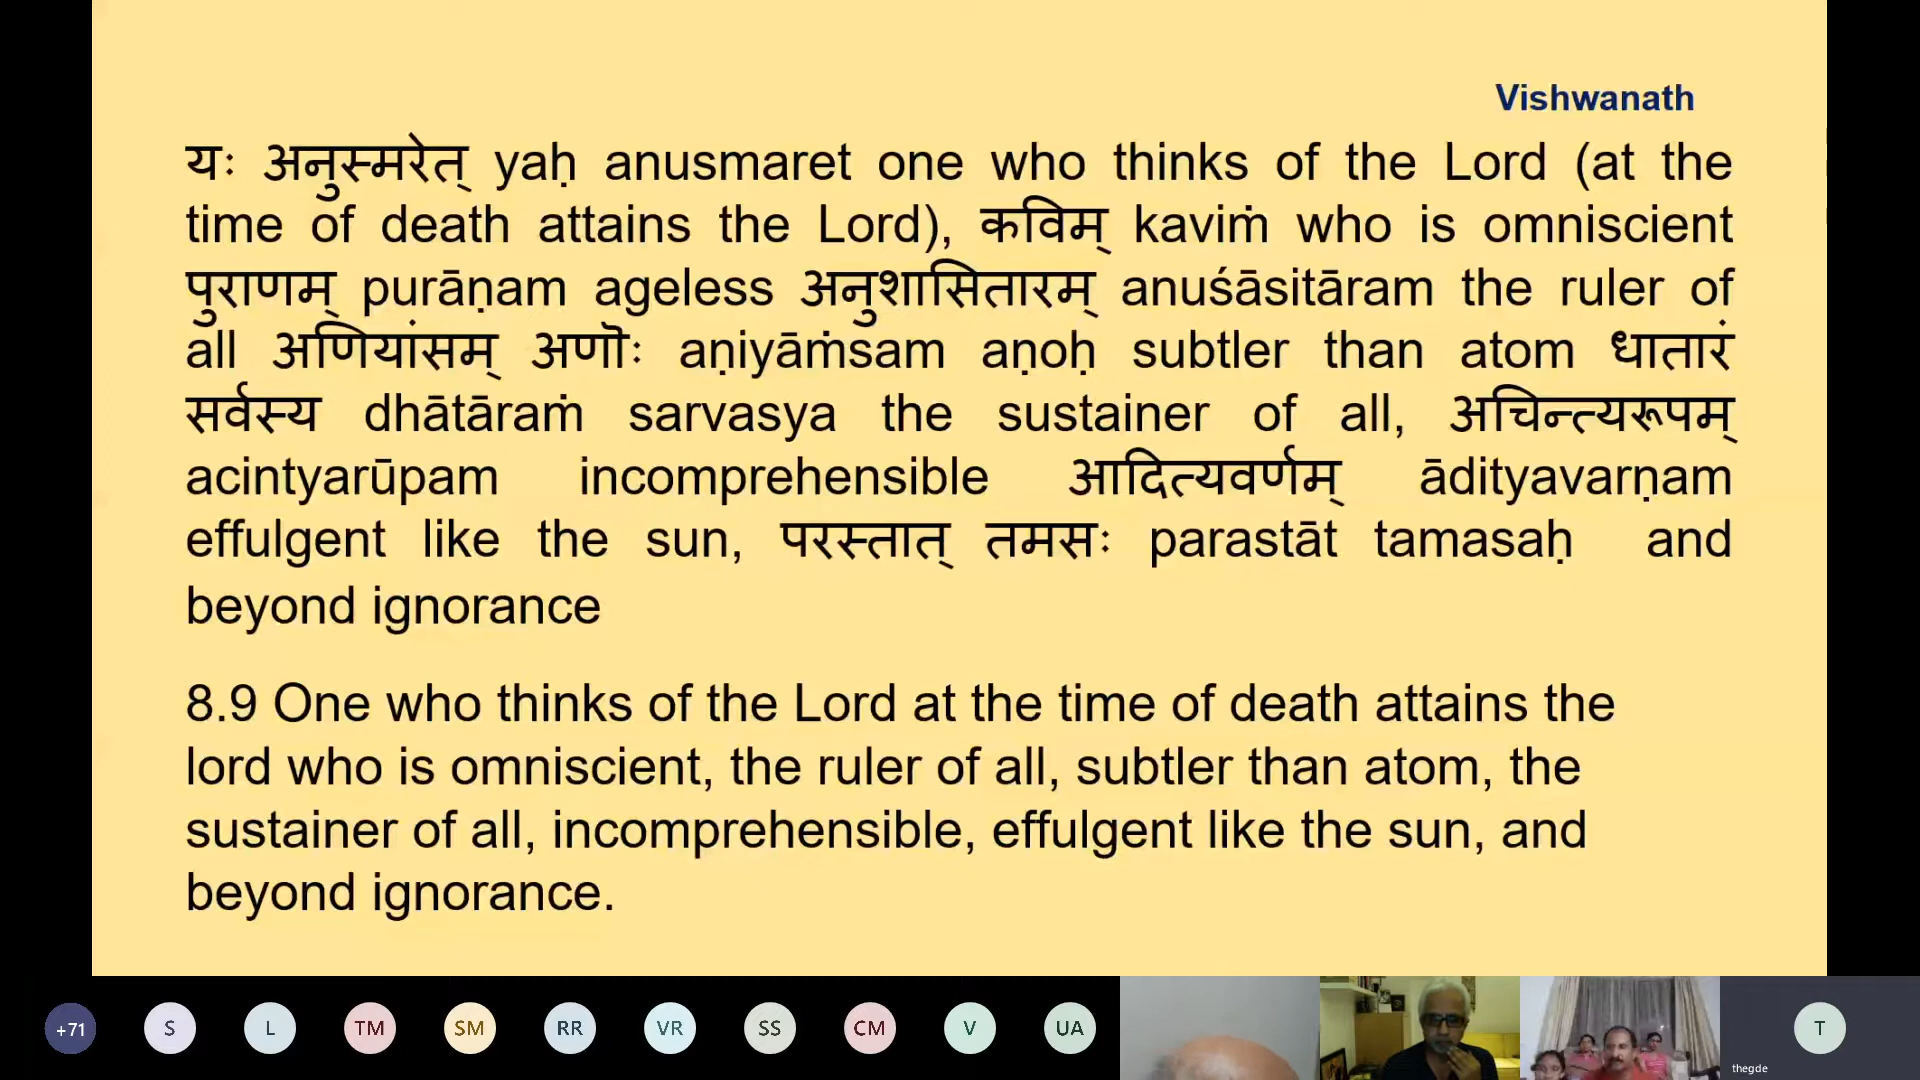 Vishwanath
यः अनुस्मरेत् yaḥ anusmaret one who thinks of the Lord (at the
time of death attains the Lord), कविम् kaviṁ who is omniscient
पुराणम् purāṇam ageless अनुशासितारम् anuśāsitāram the ruler of
all अणियांसम् अणॊः aṇiyāṁsam aṇoḥ subtler than atom धातारं
सर्वस्य dhātāraṁ sarvasya the sustainer of all, अचिन्त्यरूपम्
acintyarūpam incomprehensible आदित्यवर्णम् ādityavarṇam
effulgent like the sun, परस्तात् तमसः parastāt tamasaḥ and
beyond ignorance
8.9 One who thinks of the Lord at the time of death attains the
lord who is omniscient, the ruler of all, subtler than atom, the
sustainer of all, incomprehensible, effulgent like the sun, and
beyond ignorance.
+71 S L TM SM RR VR SS CM V UA T
thegde